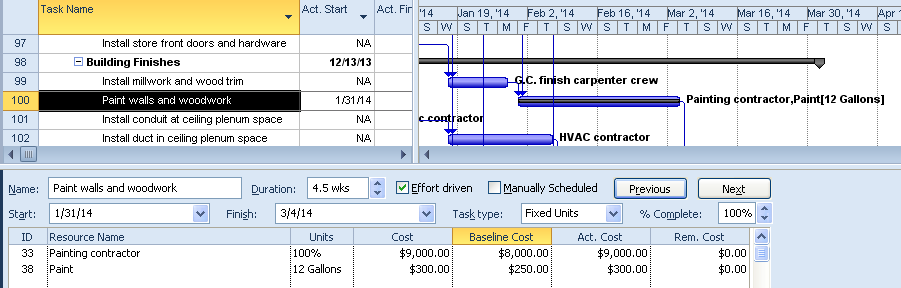 Task Name Act. Start Act. Fin '14 Jan 19, '14 Feb 2, '14 Feb 16, '14 Mar 2, '14 Mar 16, '14 Mar 30, '14 Apr 1
S W S T M F T S W S T M F T S W S T M F T
97 Install store front doors and hardware NA
98 Building Finishes 12/13/13
99 Install millwork and wood trim NA G.C. finish carpenter crew
100 Paint walls and woodwork 1/31/14 Painting contractor,Paint[12 Gallons]
101 Install conduit at ceiling plenum space NA c contractor
102 Install duct in ceiling plenum space NA HVAC contractor
Name: Paint walls and woodwork Duration: 4.5 wks Effort driven Manually Scheduled Previous Next
Start: 1/31/14 Finish: 3/4/14 Task type: Fixed Units % Complete: 100%
ID Resource Name Units Cost Baseline Cost Act. Cost Rem. Cost
33 Painting contractor 100% $9,000.00 $8,000.00 $9,000.00 $0.00
38 Paint 12 Gallons $300.00 $250.00 $300.00 $0.00